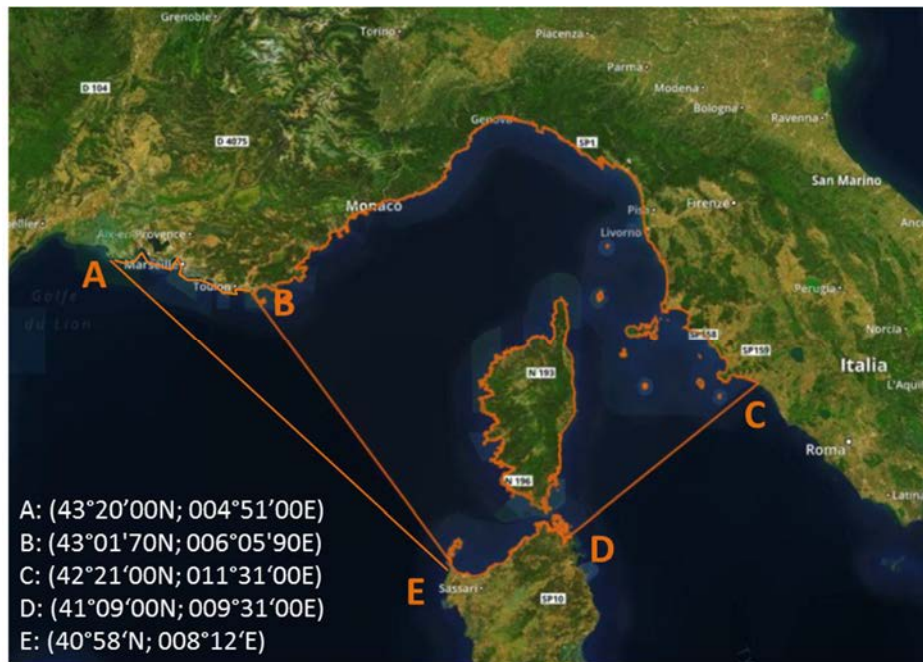 Grenoble
Torino
Piacenza
Parma
D 104
Modena
Bologna
Genova
Ravenna
D 4075
SP1
San Marino
Monaco
Pisa
Firenze
Livorno
Aix-en-Provence
A
Marseille
Toulon
B
Golfe
du Lion
Perugia
Norcia
SP159
Italia
N 193
L'Aquil
C
Roma
N 196
Latina
D
E
Sassari
SP10
A: (43°20’00N; 004°51’00E)
B: (43°01'70N; 006°05'90E)
C: (42°21‘00N; 011°31‘00E)
D: (41°09‘00N; 009°31‘00E)
E: (40°58‘N; 008°12‘E)